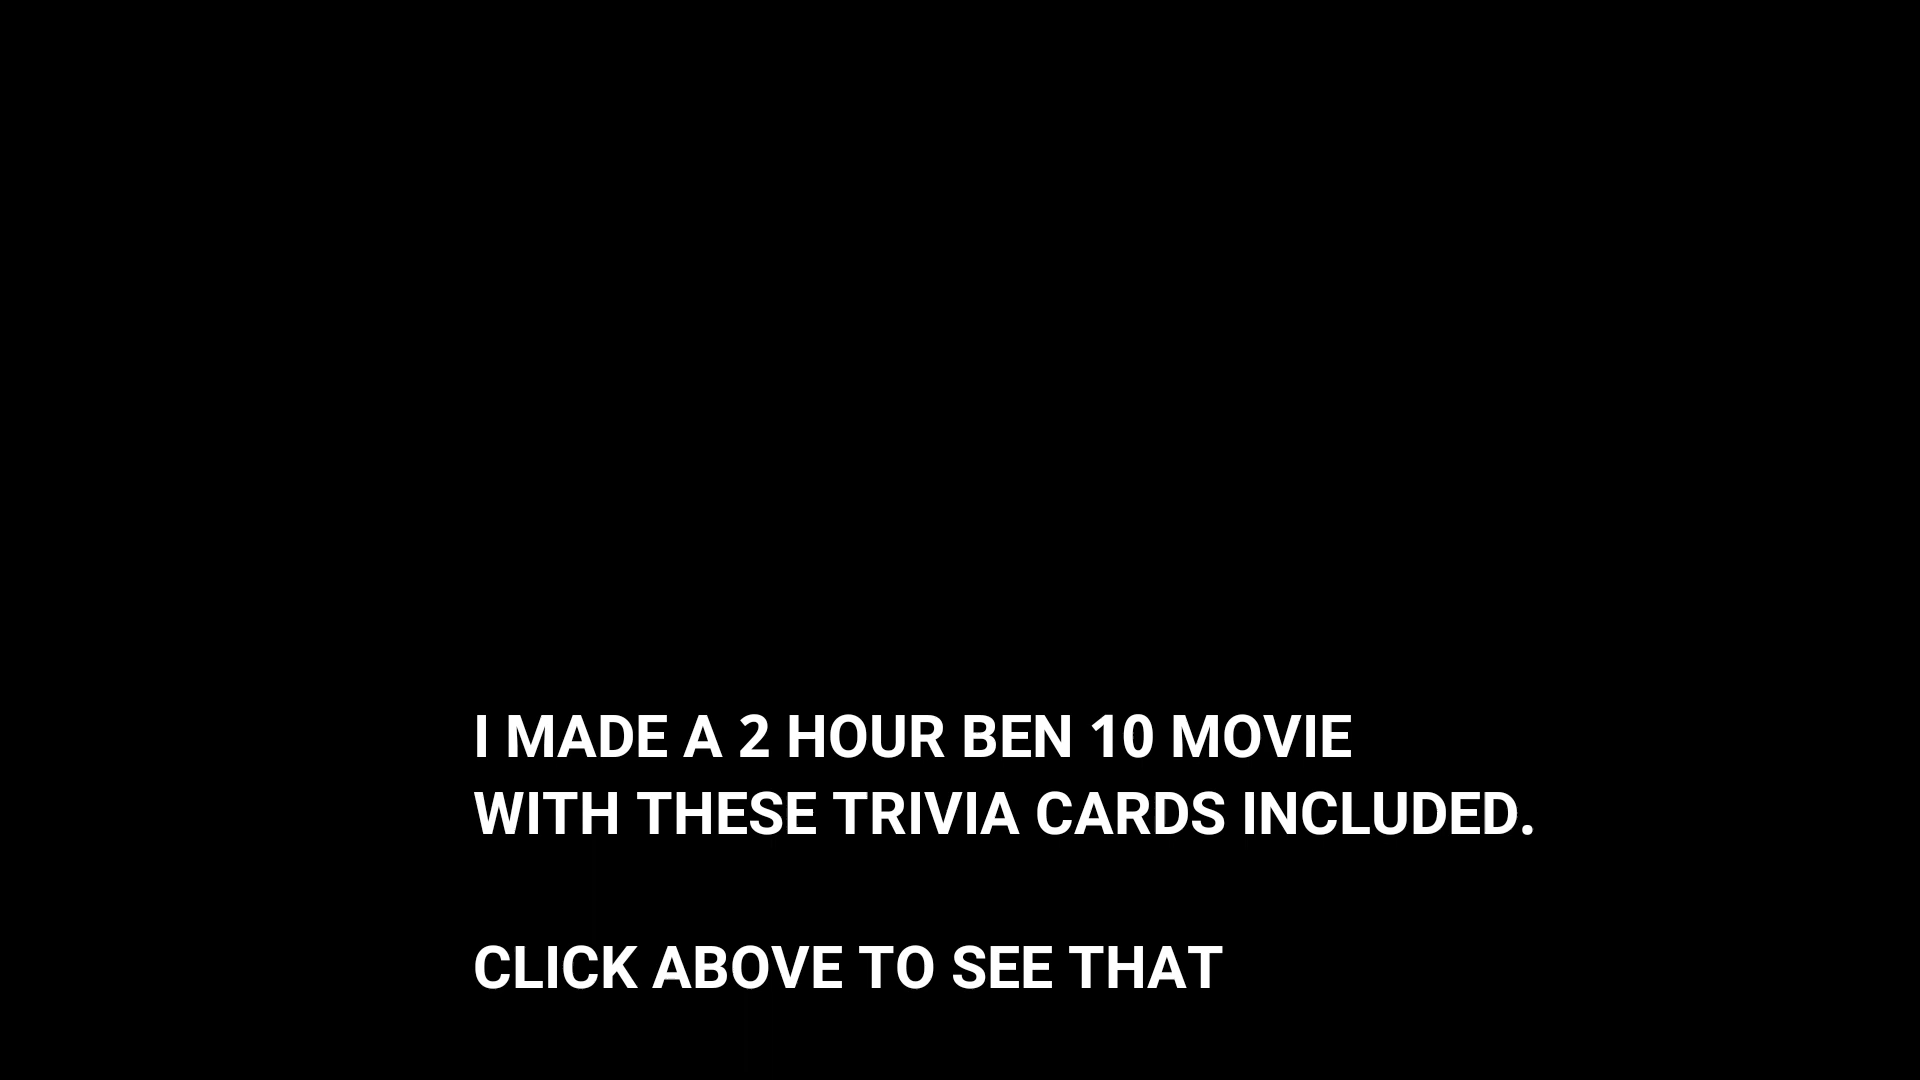 I MADE A 2 HOUR BEN 10 MOVIE
WITH THESE TRIVIA CARDS INCLUDED.
CLICK ABOVE TO SEE THAT